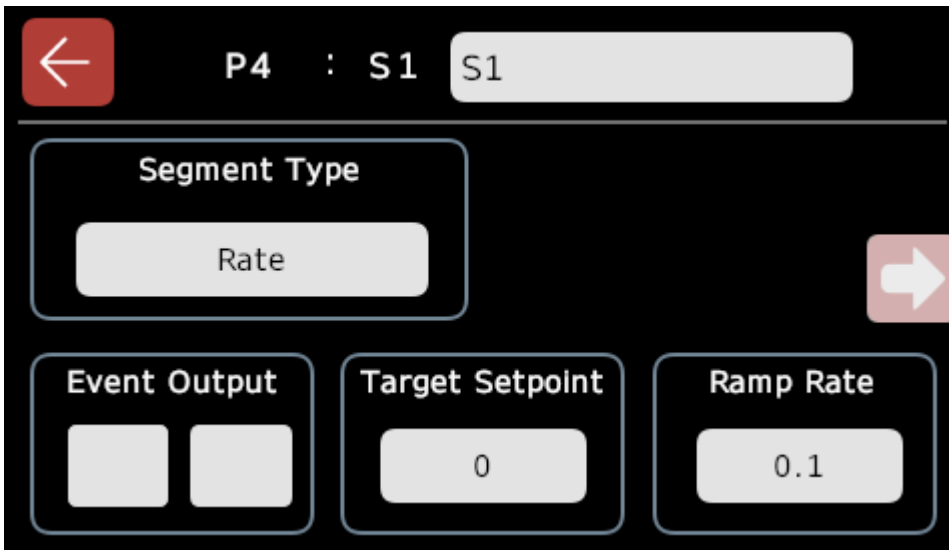 P4 : S1 S1
Segment Type
Rate
Event Output Target Setpoint Ramp Rate
0 0.1